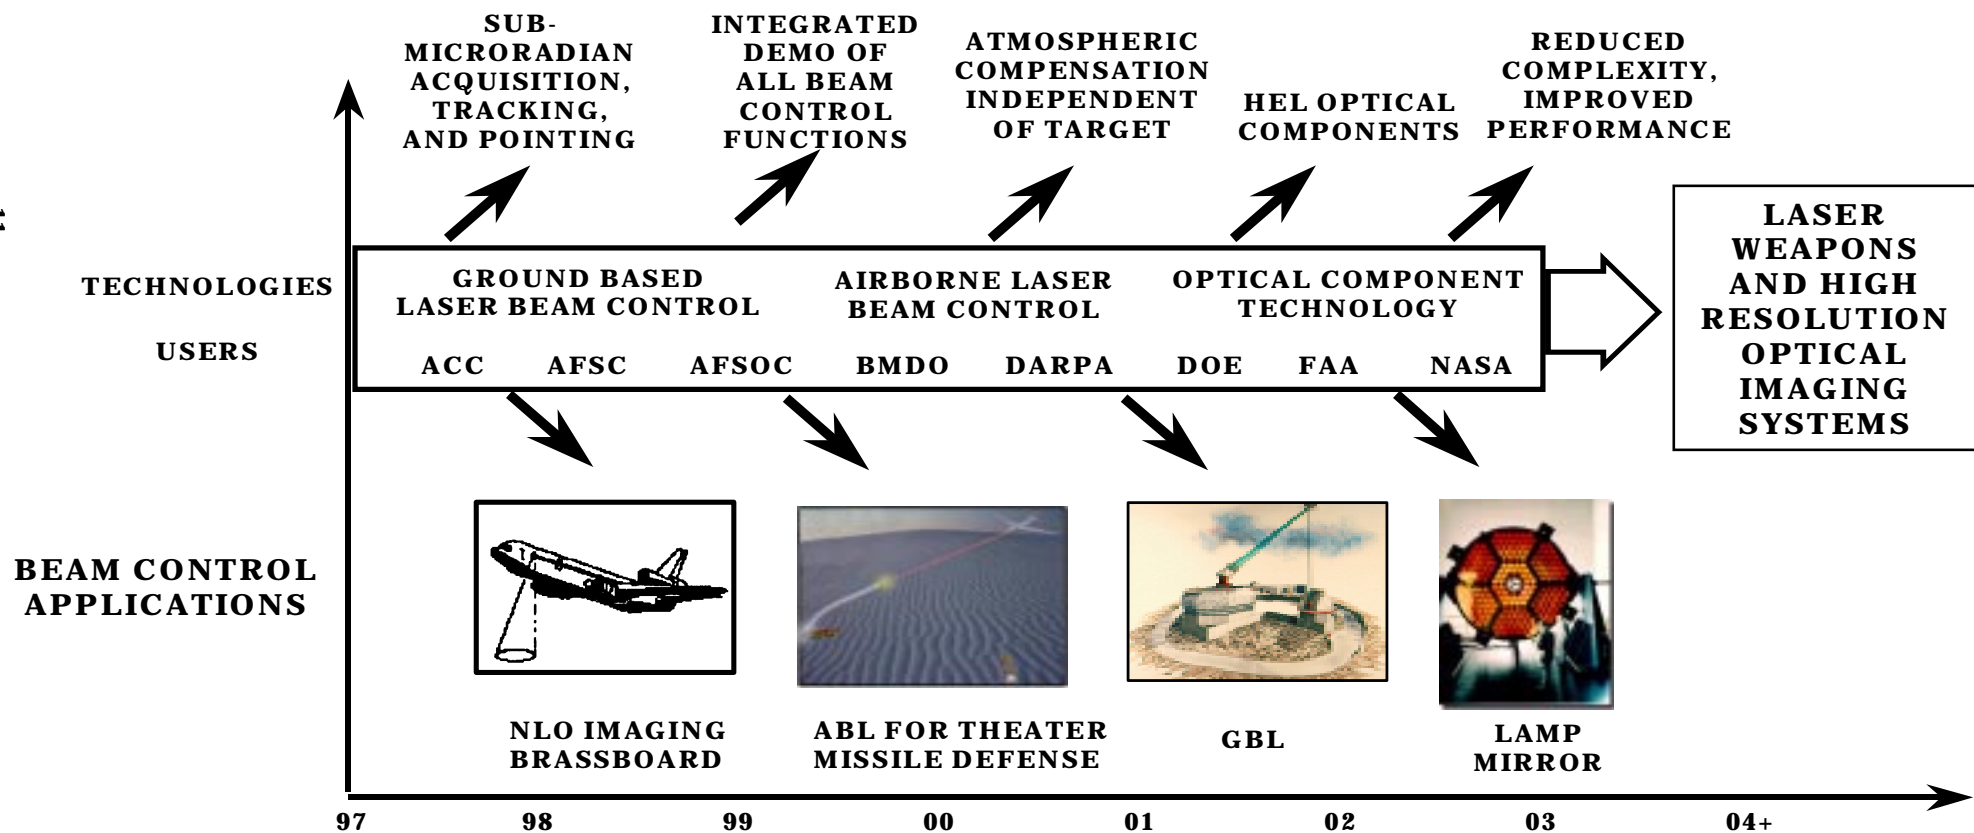 SUB-
MICRORADIAN
ACQUISITION,
TRACKING,
AND POINTING
INTEGRATED
DEMO OF
ALL BEAM
CONTROL
FUNCTIONS
ATMOSPHERIC
COMPENSATION
INDEPENDENT
OF TARGET
HEL OPTICAL
COMPONENTS
REDUCED
COMPLEXITY,
IMPROVED
PERFORMANCE
TECHNOLOGIES
GROUND BASED
LASER BEAM CONTROL
AIRBORNE LASER
BEAM CONTROL
OPTICAL COMPONENT
TECHNOLOGY
USERS
ACC AFSC AFSOC BMDO DARPA DOE FAA NASA
LASER
WEAPONS
AND HIGH
RESOLUTION
OPTICAL
IMAGING
SYSTEMS
BEAM CONTROL
APPLICATIONS
NLO IMAGING
BRASSBOARD
ABL FOR THEATER
MISSILE DEFENSE
GBL
LAMP
MIRROR
97 98 99 00 01 02 03 04+